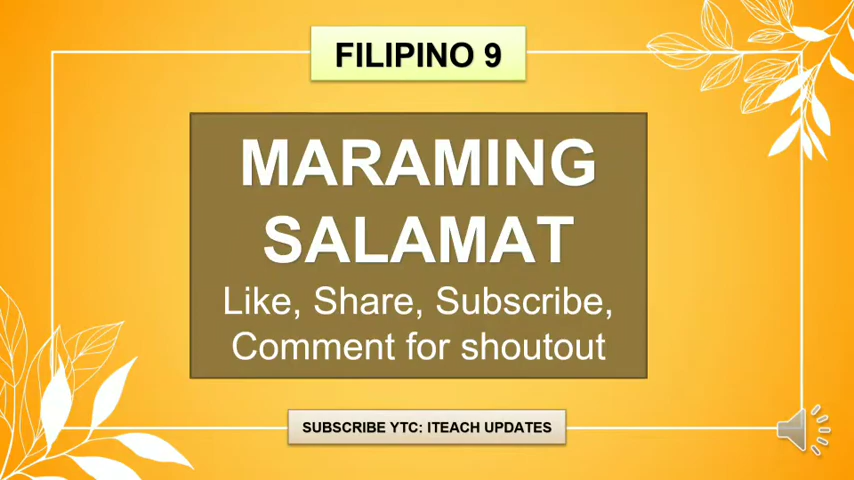 FILIPINO 9
MARAMING
SALAMAT
Like, Share, Subscribe,
Comment for shoutout
SUBSCRIBE YTC: ITEACH UPDATES